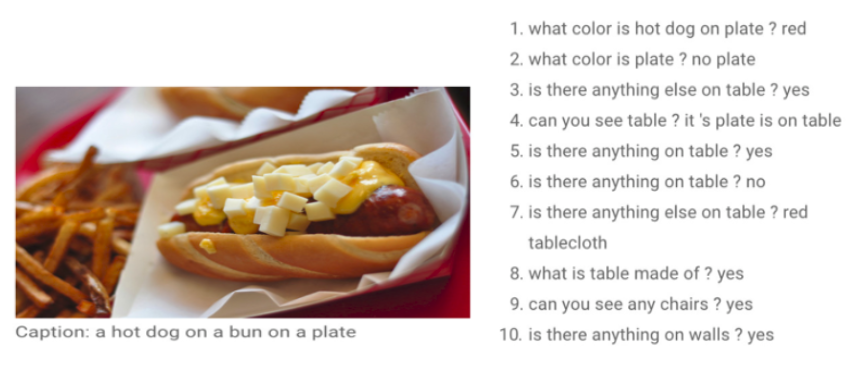 1. what color is hot dog on plate ? red
2. what color is plate ? no plate
3. is there anything else on table ? yes
4. can you see table ? it 's plate is on table
5. is there anything on table ? yes
6. is there anything on table ? no
7. is there anything else on table ? red
tablecloth
8. what is table made of ? yes
9. can you see any chairs ? yes
10. is there anything on walls ? yes
Caption: a hot dog on a bun on a plate